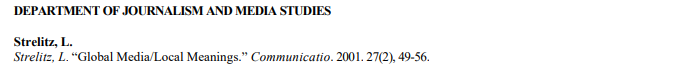 DEPARTMENT OF JOURNALISM AND MEDIA STUDIES
Strelitz, L.
Strelitz, L. “Global Media/Local Meanings.” Communicatio. 2001. 27(2), 49-56.